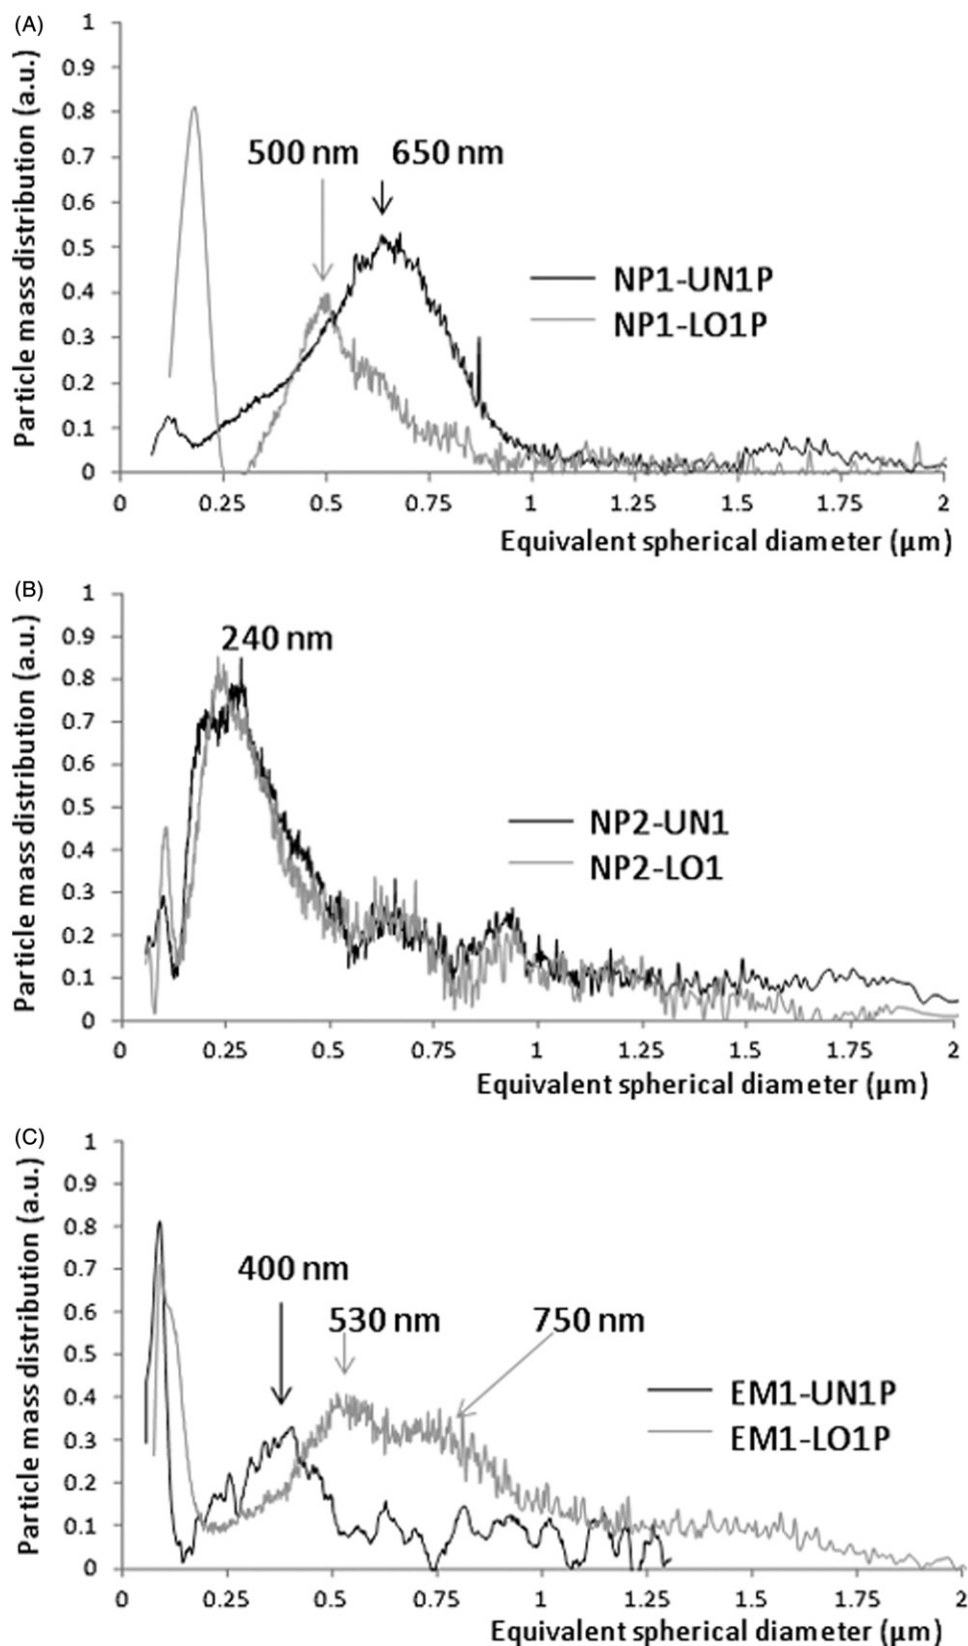 (A)
Particle mass distribution (a.u.)
1
0.9
0.8
0.7
0.6
0.5
0.4
0.3
0.2
0.1
0
500 nm 650 nm
NP1-UN1P
NP1-LO1P
0 0.25 0.5 0.75 1 1.25 1.5 1.75 2
Equivalent spherical diameter (μm)
(B)
Particle mass distribution (a.u.)
1
0.9
0.8
0.7
0.6
0.5
0.4
0.3
0.2
0.1
0
240 nm
NP2-UN1
NP2-LO1
0 0.25 0.5 0.75 1 1.25 1.5 1.75 2
Equivalent spherical diameter (μm)
(C)
Particle mass distribution (a.u.)
1
0.9
0.8
0.7
0.6
0.5
0.4
0.3
0.2
0.1
0
400 nm
530 nm 750 nm
EM1-UN1P
EM1-LO1P
0 0.25 0.5 0.75 1 1.25 1.5 1.75 2
Equivalent spherical diameter (μm)